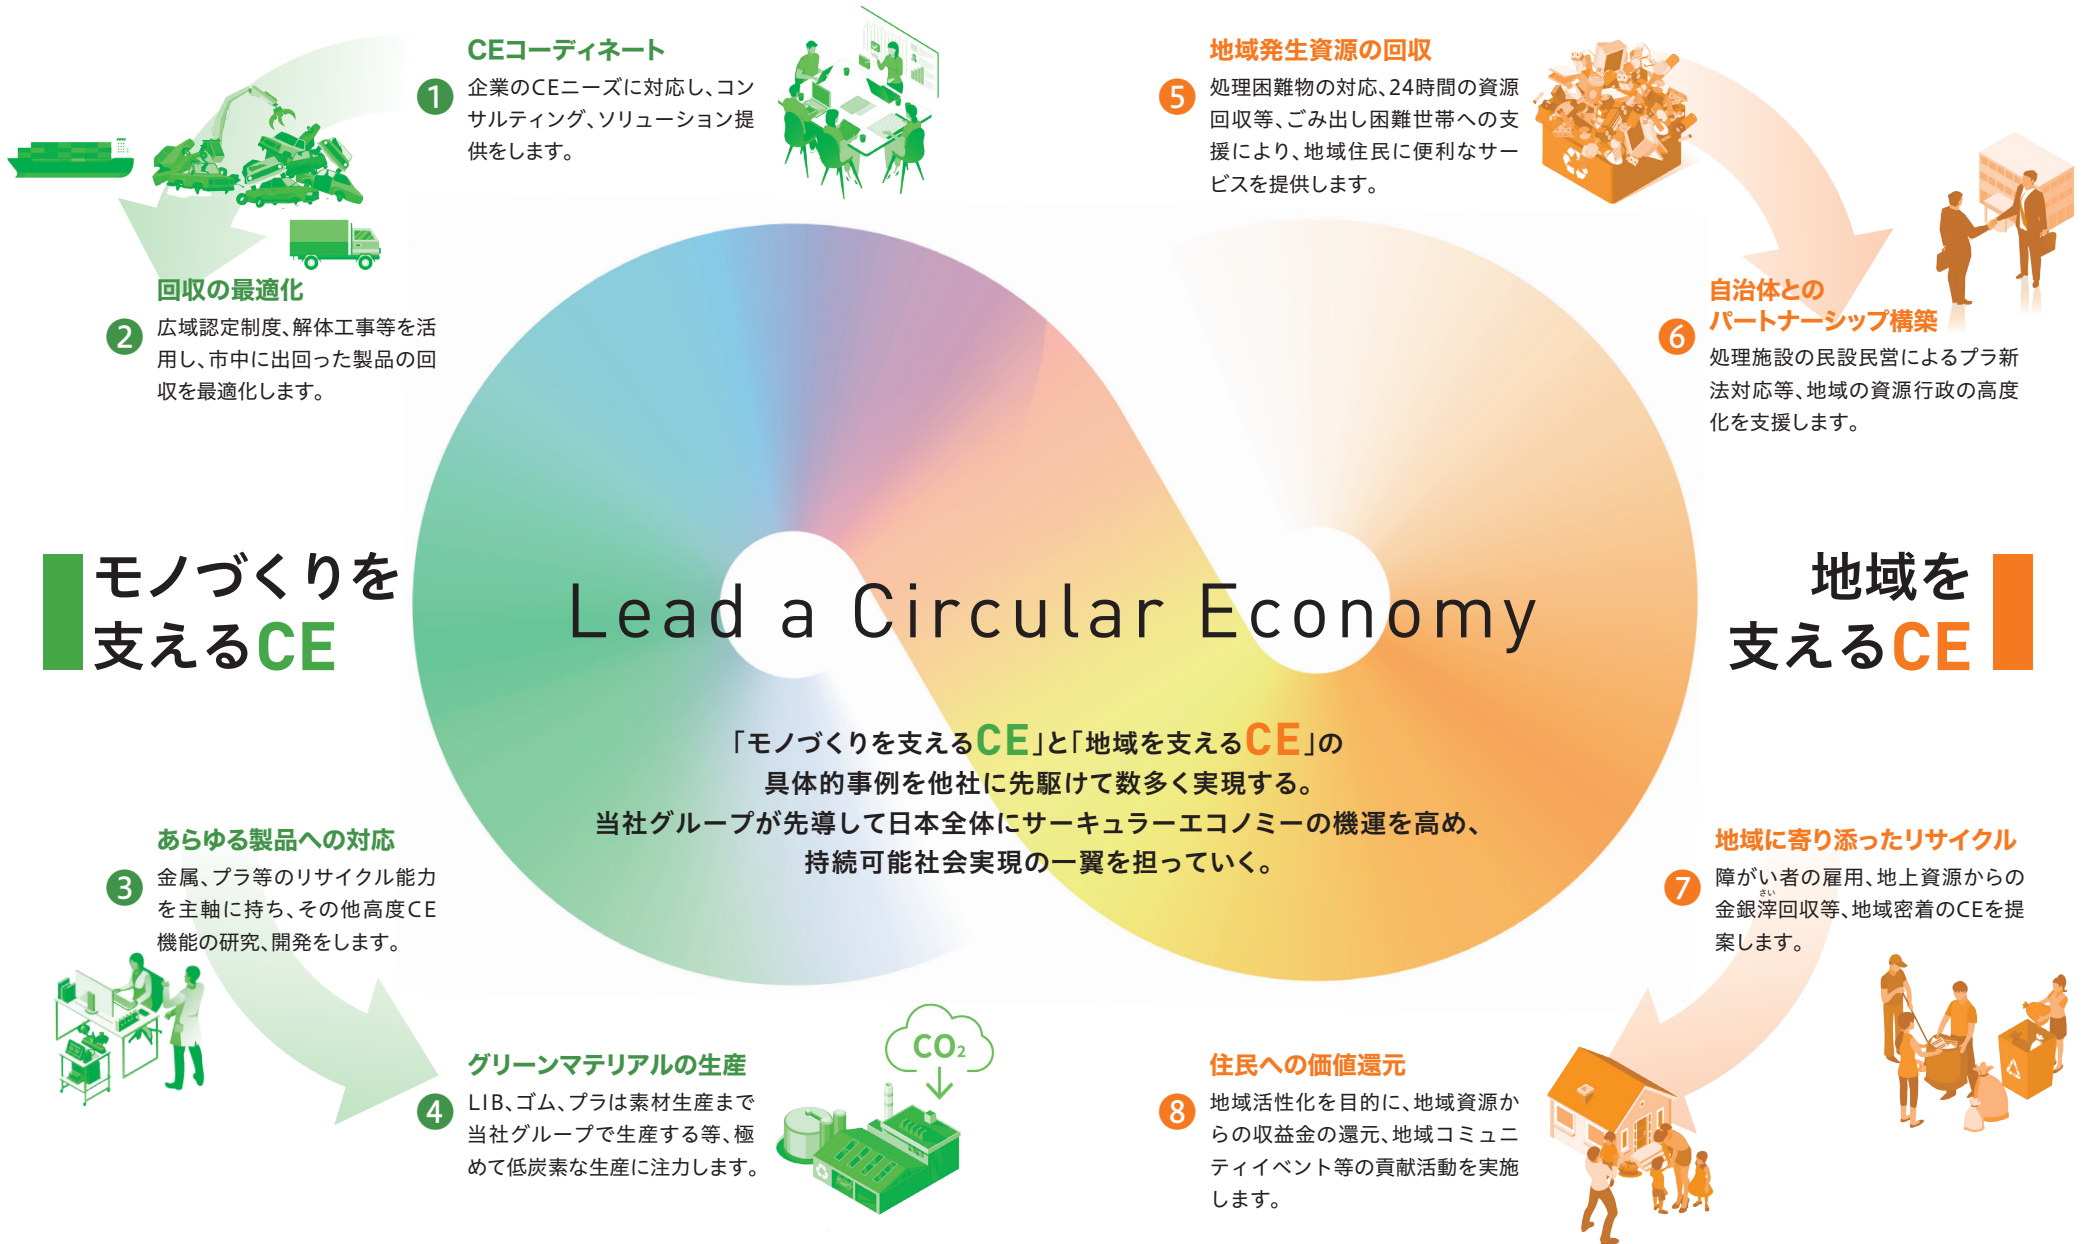 CEコーディネート
1
企業のCEニーズに対応し、コン
サルティング、ソリューション提
供をします。
回収の最適化
2
広域認定制度、解体工事等を活
用し、市中に出回った製品の回
収を最適化します。
モノづくりを
支えるCE
あらゆる製品への対応
3
金属、プラ等のリサイクル能力
を主軸に持ち、その他高度CE
機能の研究、開発をします。
グリーンマテリアルの生産
4
LIB、ゴム、プラは素材生産まで
当社グループで生産する等、極
めて低炭素な生産に注力します。
CO₂
Lead a Circular Economy
「モノづくりを支えるCE」と「地域を支えるCE」の
具体的事例を他社に先駆けて数多く実現する。
当社グループが先導して日本全体にサーキュラーエコノミーの機運を高め、
持続可能社会実現の一翼を担っていく。
地域発生資源の回収
5
処理困難物の対応、24時間の資源
回収等、ごみ出し困難世帯への支
援により、地域住民に便利なサー
ビスを提供します。
自治体との
パートナーシップ構築
6
処理施設の民設民営によるプラ新
法対応等、地域の資源行政の高度
化を支援します。
地域を
支えるCE
地域に寄り添ったリサイクル
7
障がい者の雇用、地上資源からの
さい
金銀滓回収等、地域密着のCEを提
案します。
住民への価値還元
8
地域活性化を目的に、地域資源か
らの収益金の還元、地域コミュニ
ティイベント等の貢献活動を実施
します。